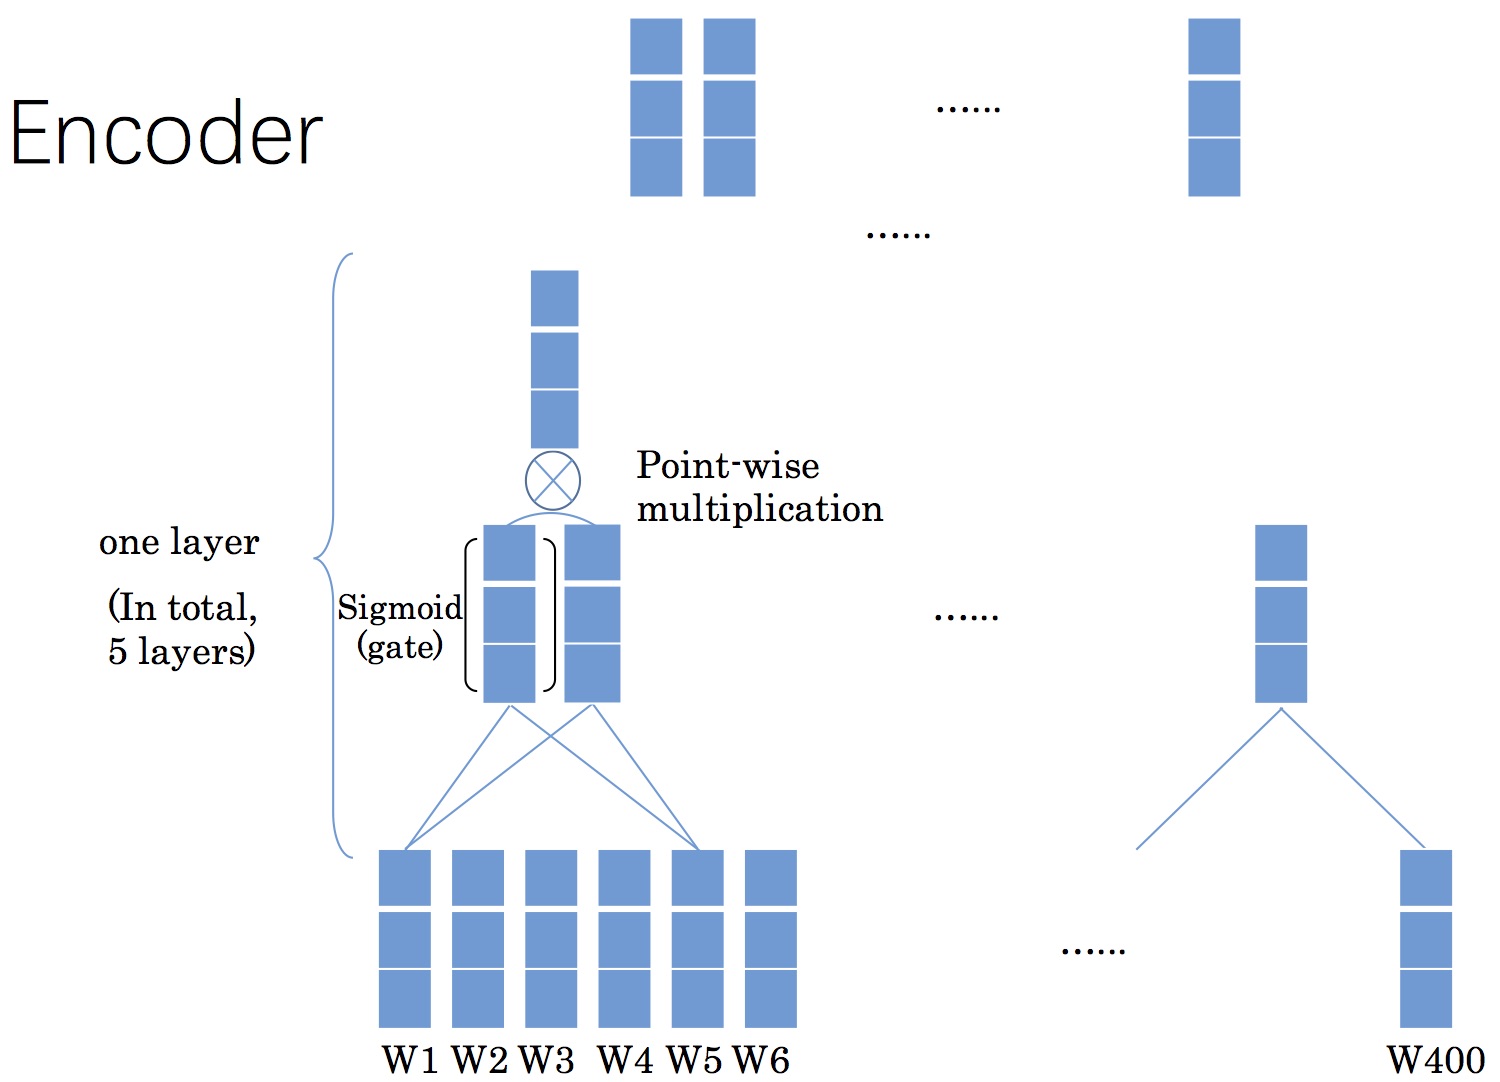 Encoder
……
……
Point-wise
multiplication
one layer
(In total,
5 layers)
Sigmoid
(gate)
……
……
W1 W2 W3 W4 W5 W6 W400